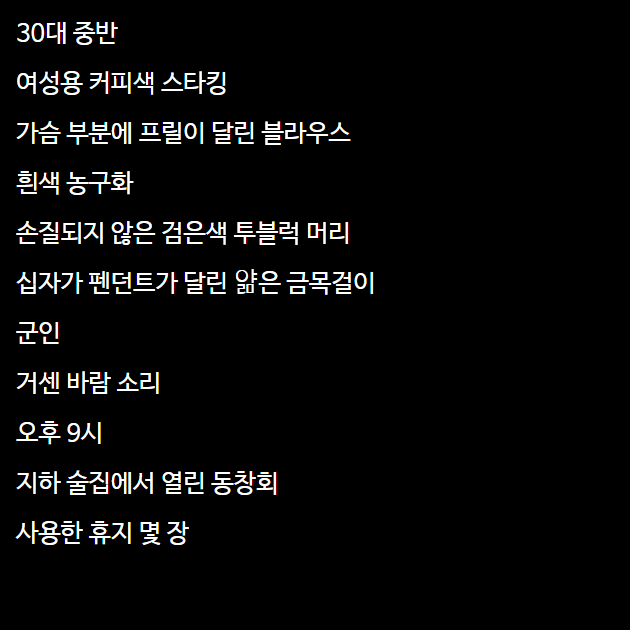 30대 중반
여성용 커피색 스타킹
가슴 부분에 프릴이 달린 블라우스
흰색 농구화
손질되지 않은 검은색 투블럭 머리
십자가 펜던트가 달린 얆은 금목걸이
군인
거센 바람 소리
오후 9시
지하 술집에서 열린 동창회
사용한 휴지 몇 장